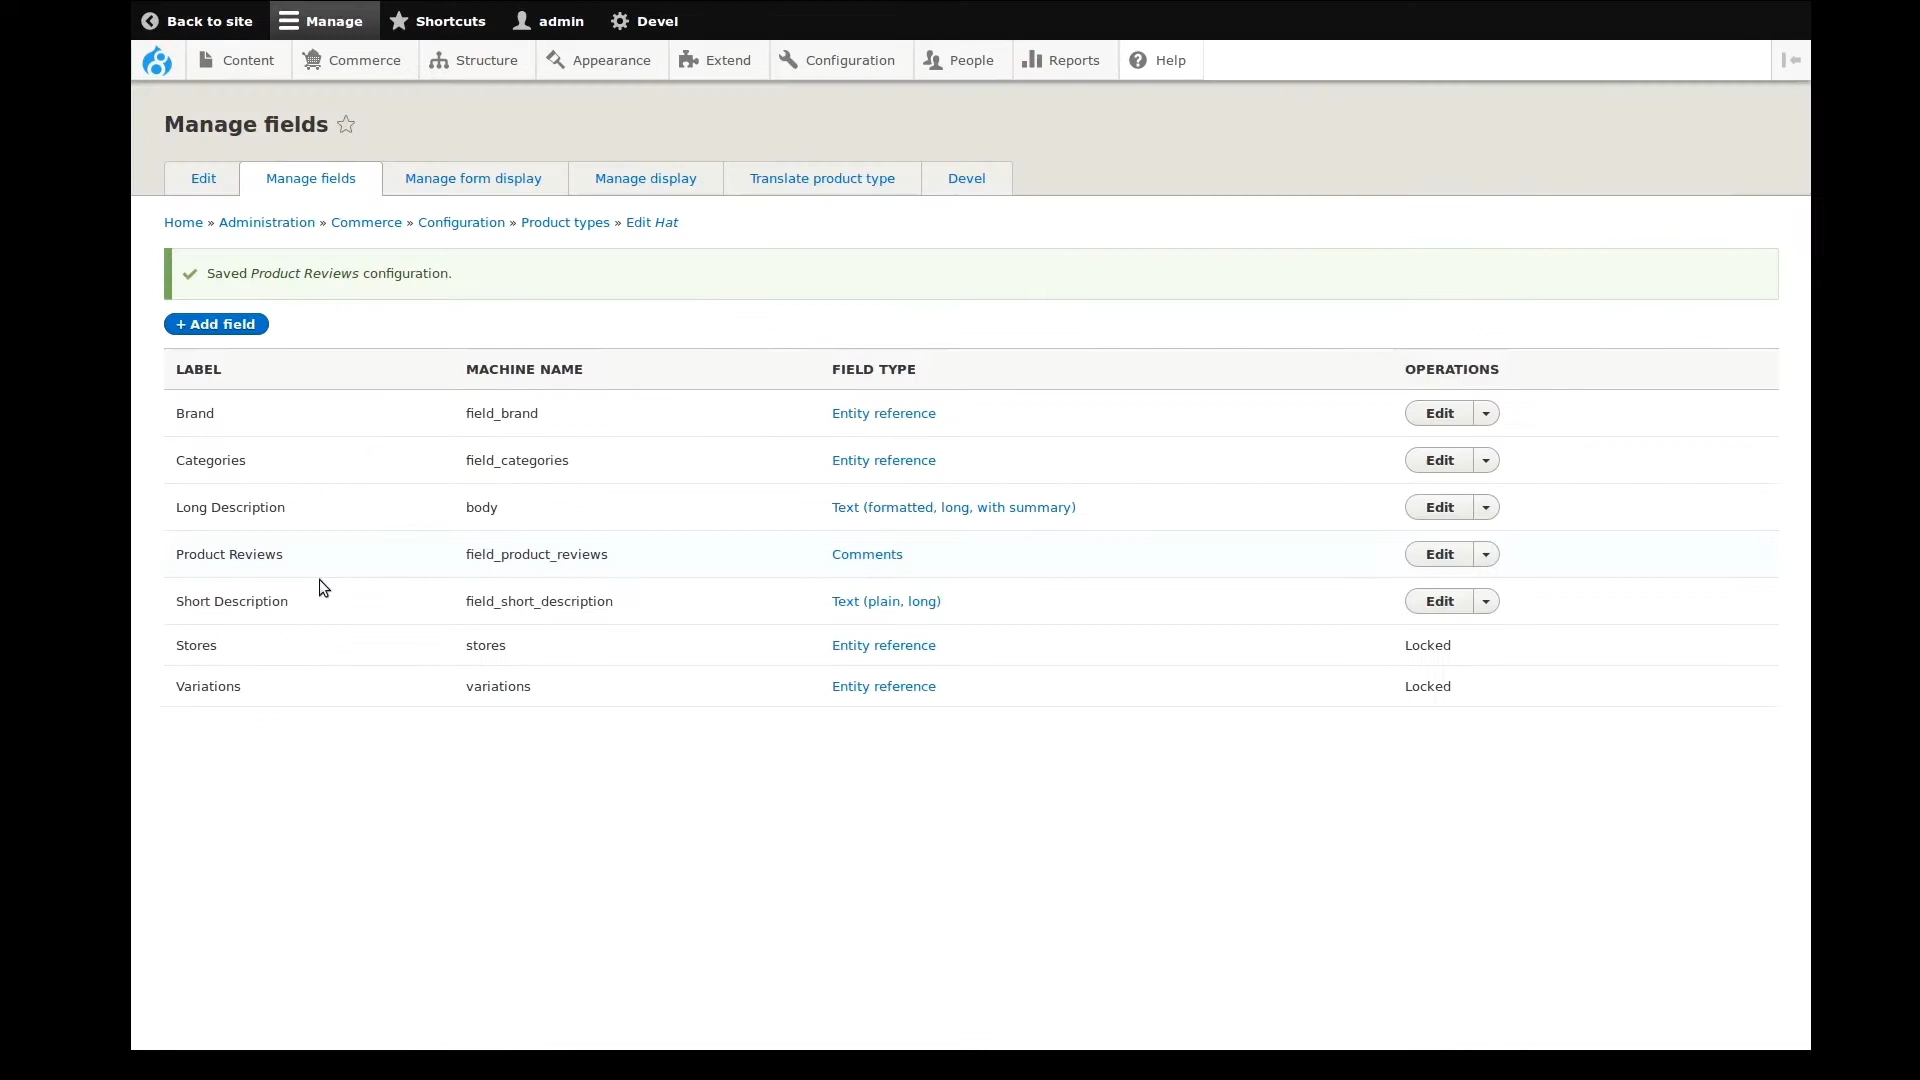 Back to site Manage Shortcuts admin Devel
Content Commerce Structure Appearance Extend Configuration People Reports Help
Manage fields
Edit Manage fields Manage form display Manage display Translate product type Devel
Home » Administration » Commerce » Configuration » Product types » Edit Hat
Saved Product Reviews configuration.
+ Add field
LABEL MACHINE NAME FIELD TYPE OPERATIONS
Brand field_brand Entity reference Edit
Categories field_categories Entity reference Edit
Long Description body Text (formatted, long, with summary) Edit
Product Reviews field_product_reviews Comments Edit
Short Description field_short_description Text (plain, long) Edit
Stores stores Entity reference Locked
Variations variations Entity reference Locked